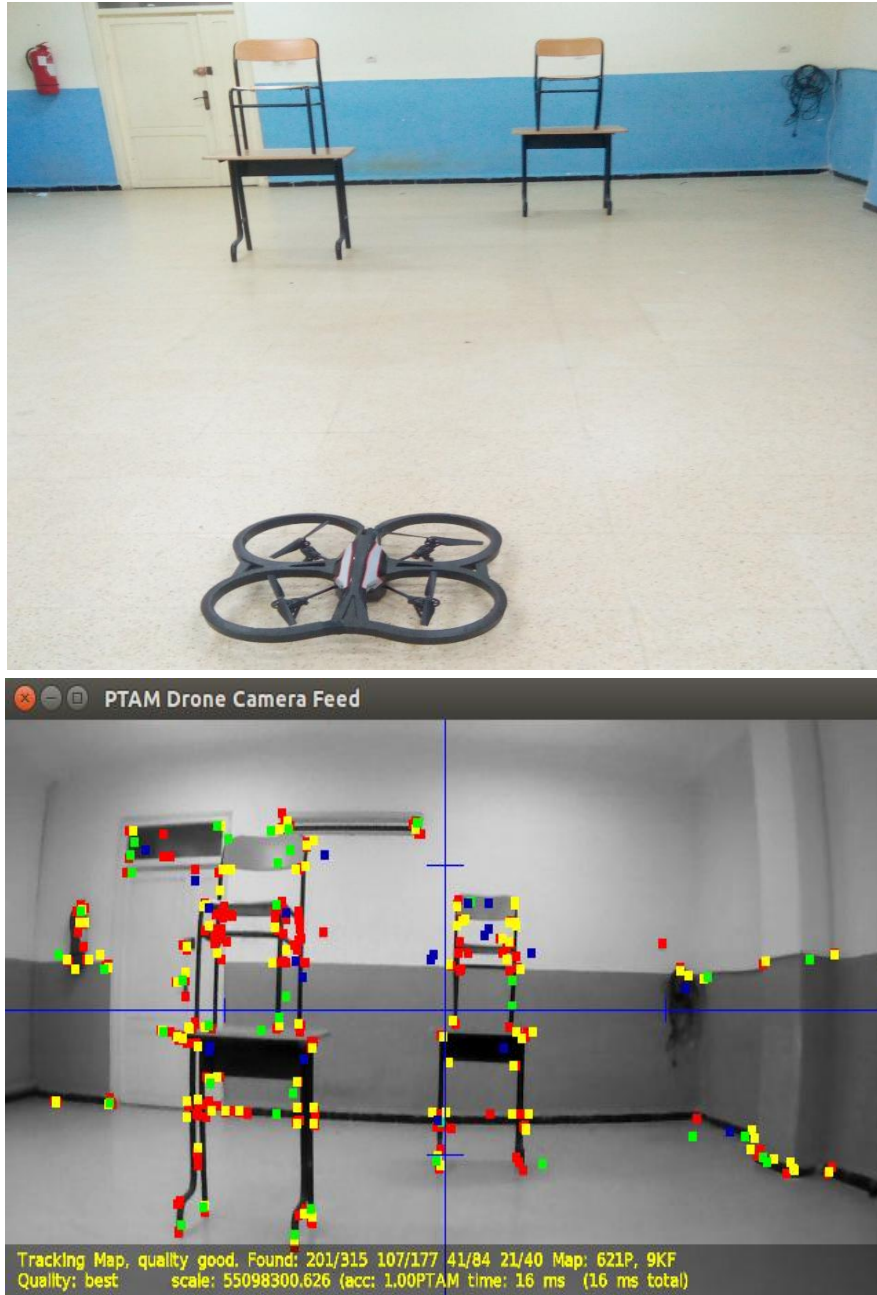 PTAM Drone Camera Feed
Tracking Map, quality good. Found: 201/315 107/177 41/84 21/40 Map: 621P, 9KF
Quality: best scale: 55098300.626 (acc: 1.00PTAM time: 16 ms (16 ms total)